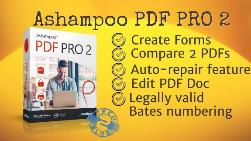 Ashampoo PDF PRO 2
Ashampoo®
PDF PRO 2
Create Forms
Compare 2 PDFs
Auto-repair feature
Edit PDF Doc
Legally valid
Bates numbering